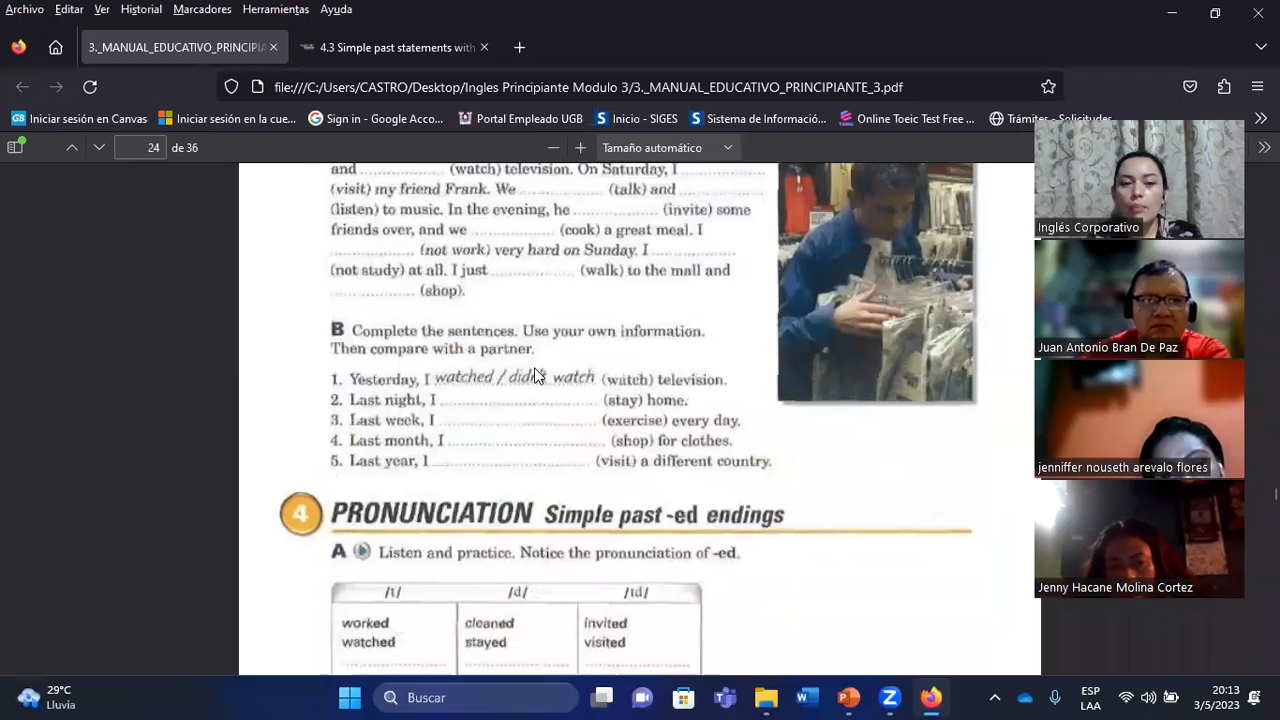 Archivo Editar Ver Historial Marcadores Herramientas Ayuda
3._MANUAL_EDUCATIVO_PRINCIPIA
4.3 Simple past statements with
file:///C:/Users/CASTRO/Desktop/Ingles Principiante Modulo 3/3._MANUAL_EDUCATIVO_PRINCIPIANTE_3.pdf
GB Iniciar sesión en Canvas
Iniciar sesión en la cue...
G Sign in - Google Acco...
Portal Empleado UGB
S Inicio - SIGES
S Sistema de Informació...
Online Toeic Test Free ...
Trámites - Solicitudes
24 de 36
Tamaño automático
and ............... (watch) television. On Saturday, I ...............
(visit) my friend Frank. We ............... (talk) and ...............
(listen) to music. In the evening, he ............... (invite) some
friends over, and we ............... (cook) a great meal. I
............... (not work) very hard on Sunday. I ...............
(not study) at all. I just ............... (walk) to the mall and
............... (shop).
B Complete the sentences. Use your own information.
Then compare with a partner.
1. Yesterday, I watched / didn't watch (watch) television.
2. Last night, I ............... (stay) home.
3. Last week, I ............... (exercise) every day.
4. Last month, I ............... (shop) for clothes.
5. Last year, I ............... (visit) a different country.
4 PRONUNCIATION Simple past -ed endings
A Listen and practice. Notice the pronunciation of -ed.
/t/ /d/ /ɪd/
worked cleaned invited
watched stayed visited
Inglés Corporativo
Juan Antonio Bran De Paz
jenniffer nouseth arevalo flores
Jenny Hacane Molina Cortez
29°C
Lluvia
Buscar
ESP
LAA
20:13
3/5/2023